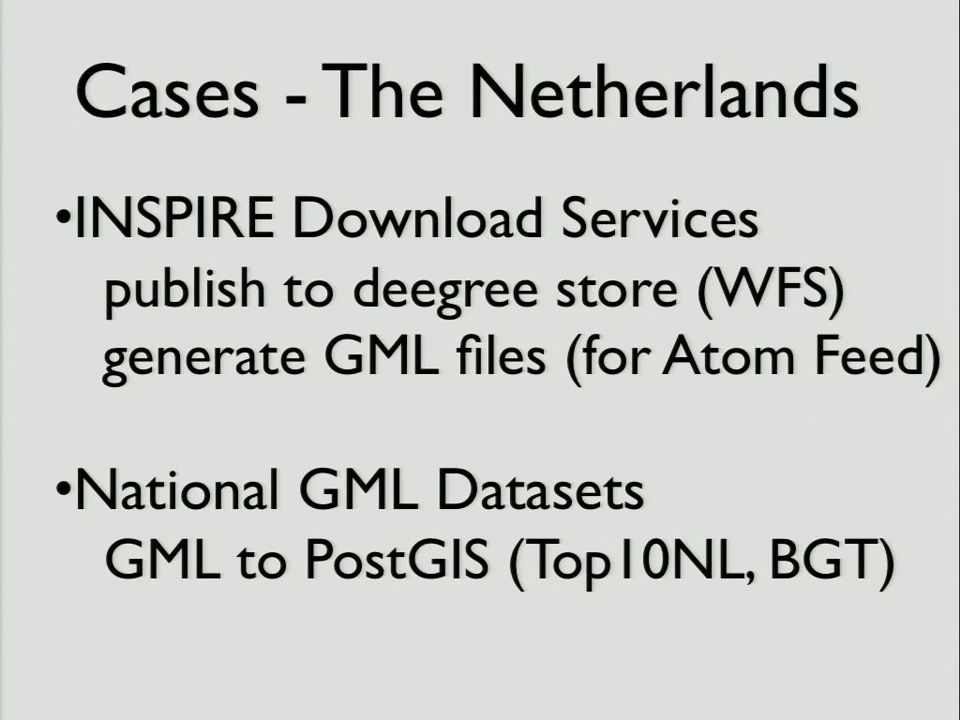 Cases - The Netherlands
•INSPIRE Download Services
publish to deegree store (WFS)
generate GML files (for Atom Feed)
•National GML Datasets
GML to PostGIS (Top10NL, BGT)